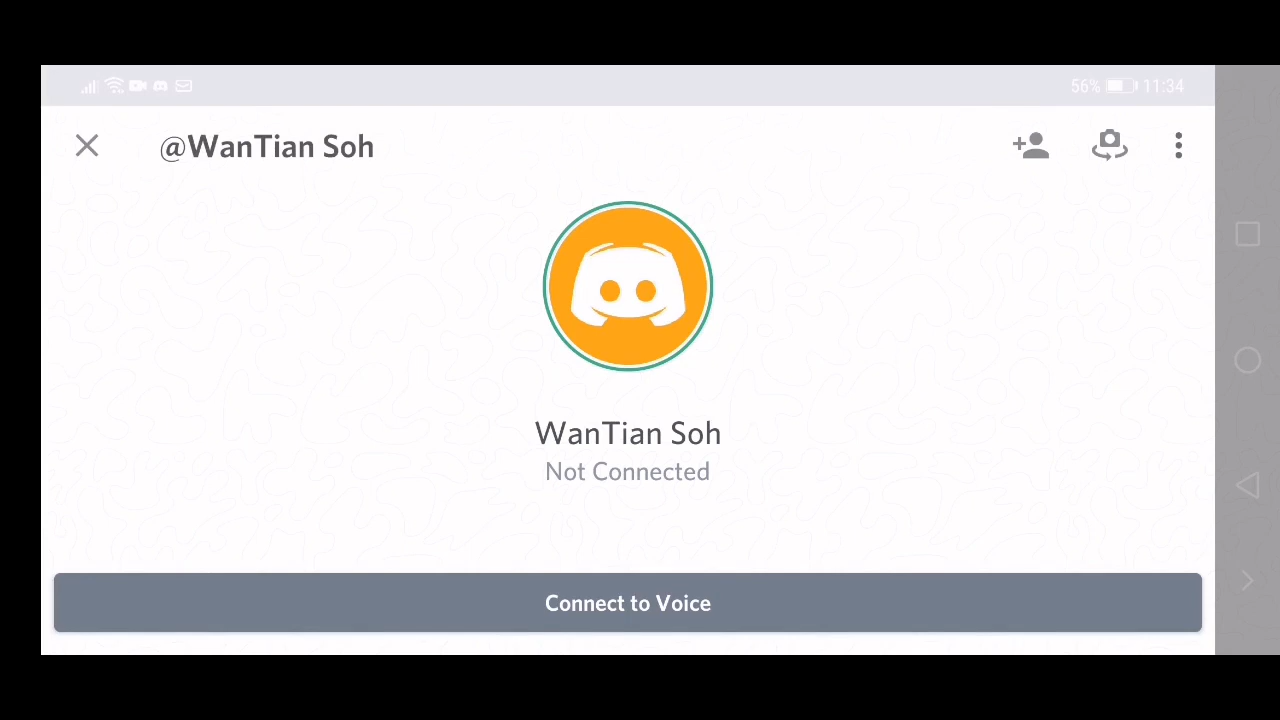 56% 11:34
@WanTian Soh
WanTian Soh
Not Connected
Connect to Voice